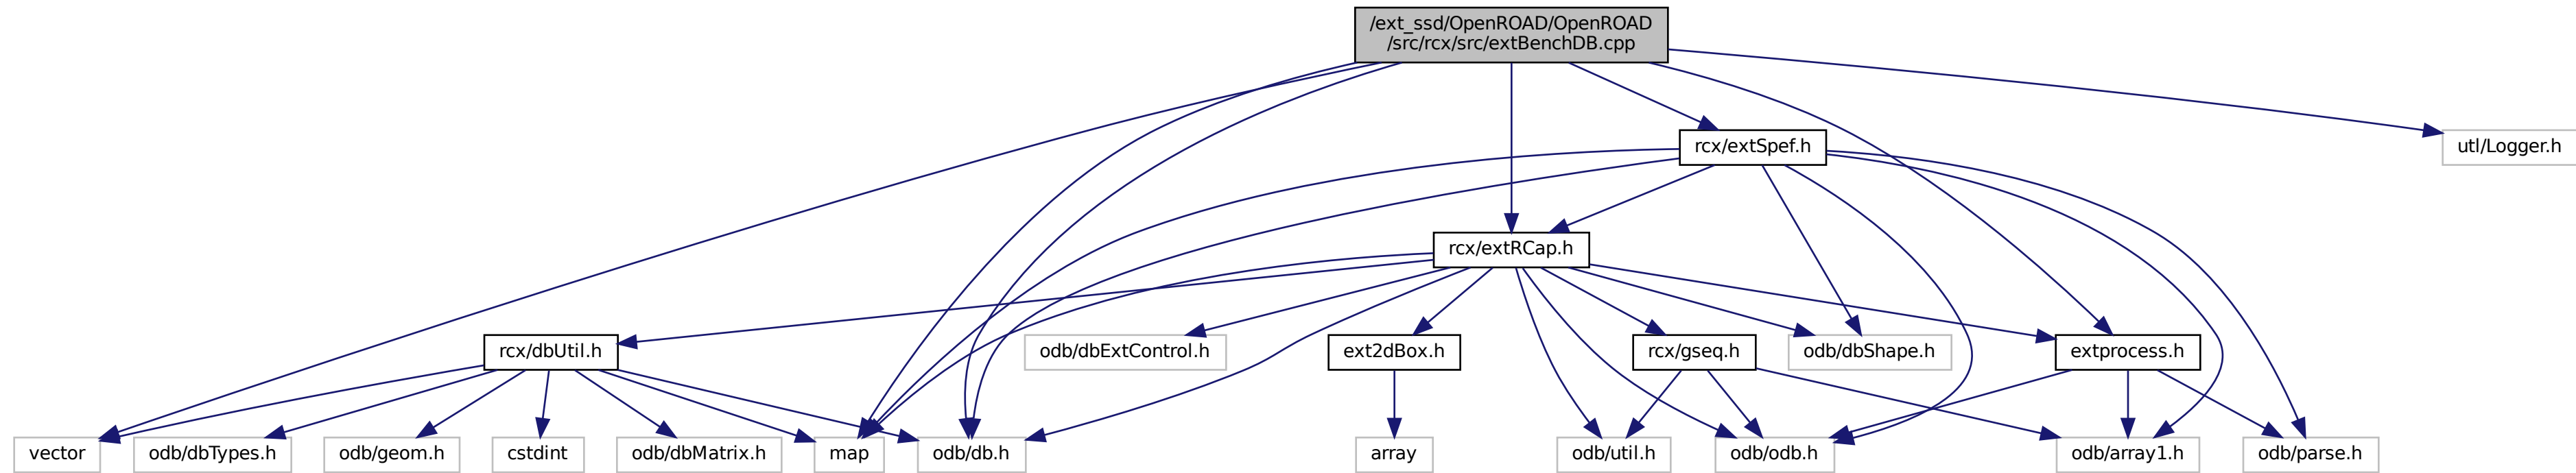 /ext_ssd/OpenROAD/OpenROAD
/src/rcx/src/extBenchDB.cpp
rcx/extSpef.h
utl/Logger.h
rcx/extRCap.h
rcx/dbUtil.h
odb/dbExtControl.h
ext2dBox.h
rcx/gseq.h
odb/dbShape.h
extprocess.h
vector
odb/dbTypes.h
odb/geom.h
cstdint
odb/dbMatrix.h
map
odb/db.h
array
odb/util.h
odb/odb.h
odb/array1.h
odb/parse.h